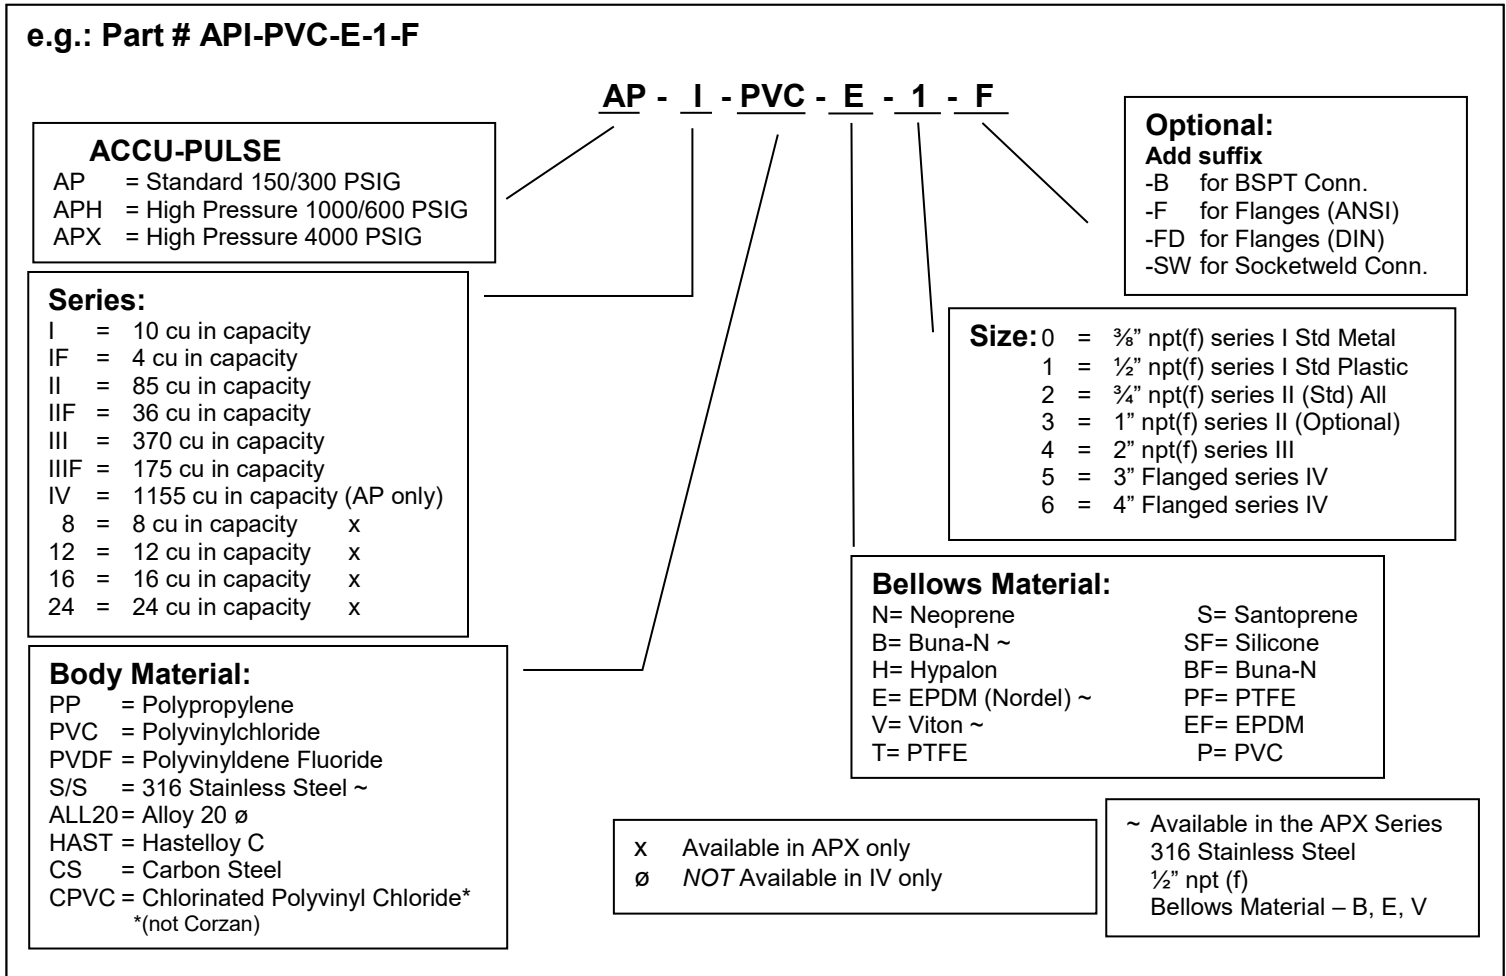 e.g.: Part # API-PVC-E-1-F
AP - I - PVC - E - 1 - F
ACCU-PULSE
AP = Standard 150/300 PSIG
APH = High Pressure 1000/600 PSIG
APX = High Pressure 4000 PSIG
Optional:
Add suffix
-B for BSPT Conn.
-F for Flanges (ANSI)
-FD for Flanges (DIN)
-SW for Socketweld Conn.
Series:
I = 10 cu in capacity
IF = 4 cu in capacity
II = 85 cu in capacity
IIF = 36 cu in capacity
III = 370 cu in capacity
IIIF = 175 cu in capacity
IV = 1155 cu in capacity (AP only)
8 = 8 cu in capacity x
12 = 12 cu in capacity x
16 = 16 cu in capacity x
24 = 24 cu in capacity x
Size: 0 = ⅜” npt(f) series I Std Metal
1 = ½” npt(f) series I Std Plastic
2 = ¾” npt(f) series II (Std) All
3 = 1” npt(f) series II (Optional)
4 = 2” npt(f) series III
5 = 3” Flanged series IV
6 = 4” Flanged series IV
Body Material:
PP = Polypropylene
PVC = Polyvinylchloride
PVDF = Polyvinyldene Fluoride
S/S = 316 Stainless Steel ~
ALL20 = Alloy 20 ø
HAST = Hastelloy C
CS = Carbon Steel
CPVC = Chlorinated Polyvinyl Chloride*
*(not Corzan)
Bellows Material:
N= Neoprene S= Santoprene
B= Buna-N ~ SF= Silicone
H= Hypalon BF= Buna-N
E= EPDM (Nordel) ~ PF= PTFE
V= Viton ~ EF= EPDM
T= PTFE P= PVC
x Available in APX only
ø NOT Available in IV only
~ Available in the APX Series
316 Stainless Steel
½” npt (f)
Bellows Material – B, E, V